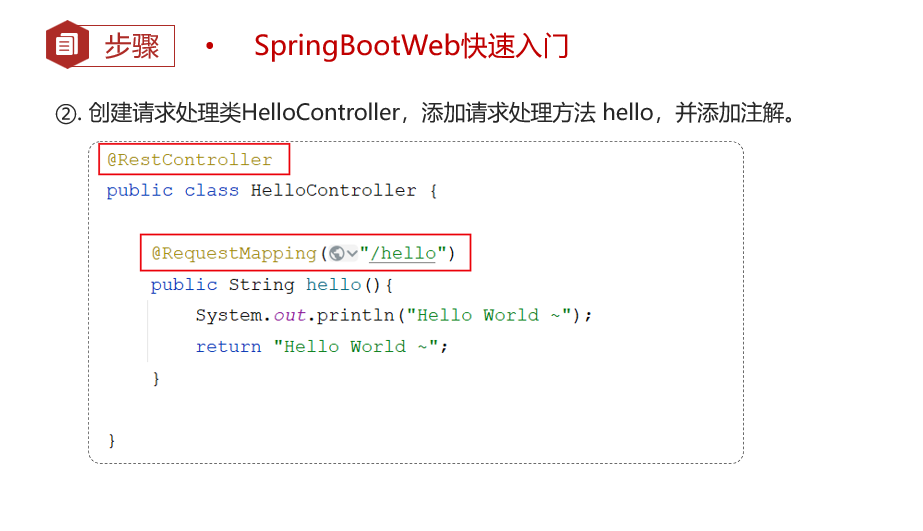 步骤 • SpringBootWeb快速入门
②. 创建请求处理类HelloController，添加请求处理方法 hello，并添加注解。
@RestController
public class HelloController {
@RequestMapping("/hello")
public String hello(){
System.out.println("Hello World ~");
return "Hello World ~";
}
}